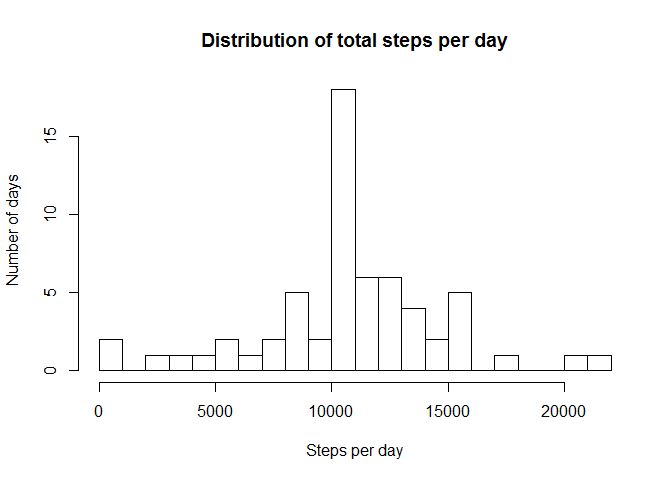 Distribution of total steps per day
Number of days
15
10
5
0
0 5000 10000 15000 20000
Steps per day